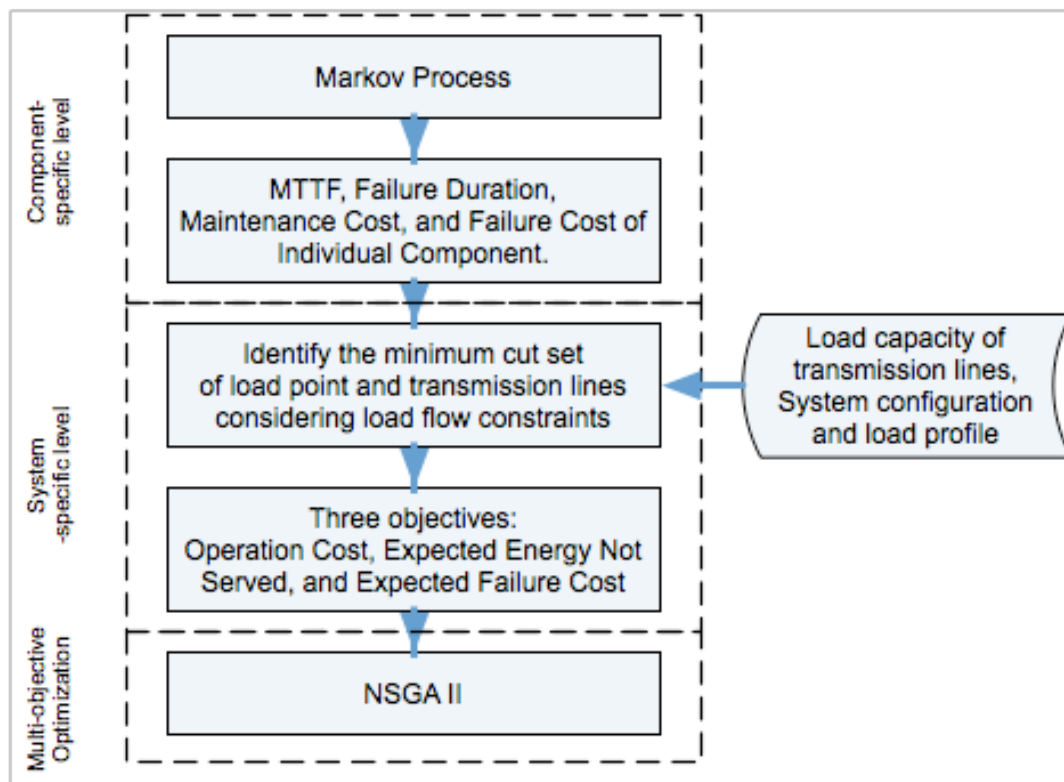 Component-
specific level
Markov Process
MTTF, Failure Duration,
Maintenance Cost, and Failure Cost of
Individual Component.
System
-specific level
Identify the minimum cut set
of load point and transmission lines
considering load flow constraints
Load capacity of
transmission lines,
System configuration
and load profile
Three objectives:
Operation Cost, Expected Energy Not
Served, and Expected Failure Cost
Multi-objective
Optimization
NSGA II